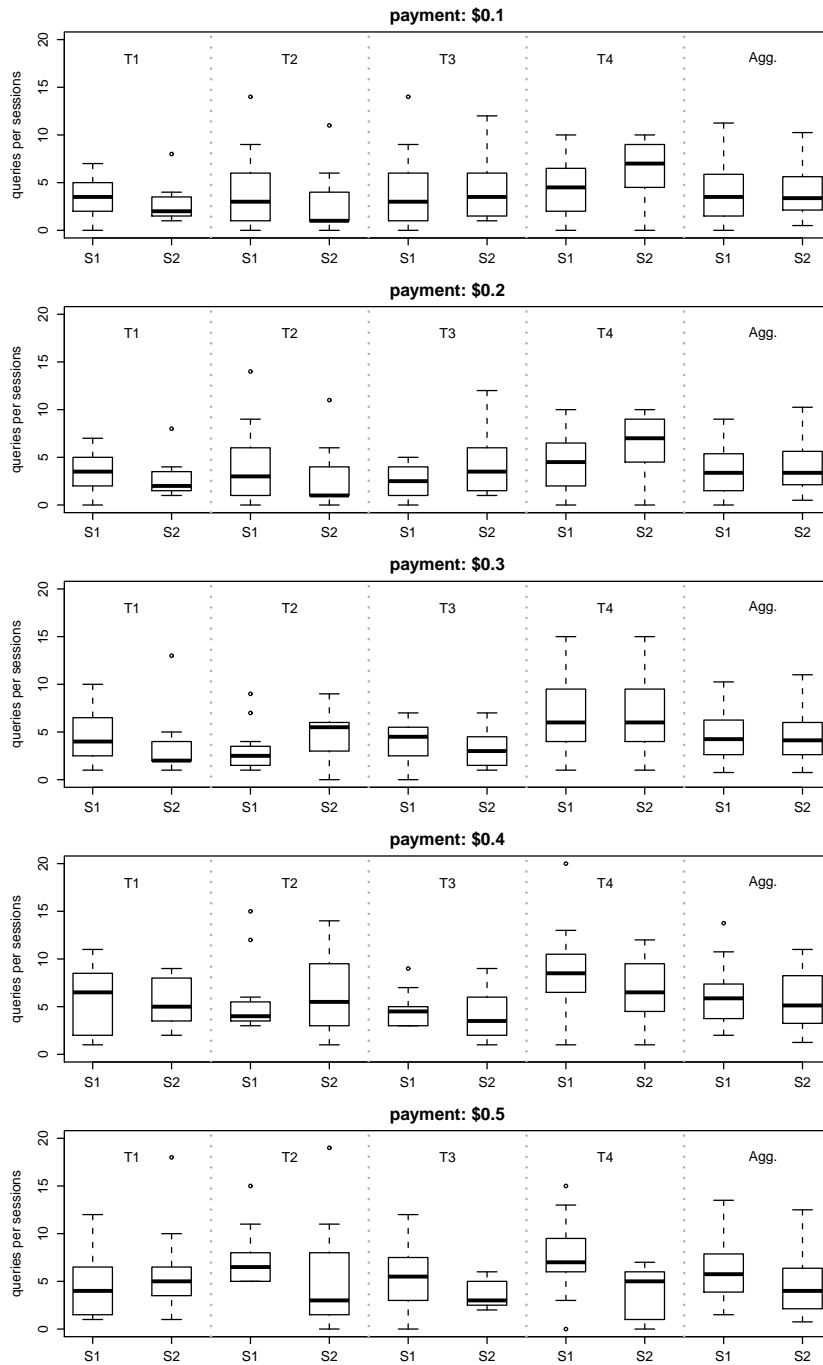 payment: $0.1
queries per sessions
0 5 10 15 20
T1 T2 T3 T4 Agg.
S1 S2 S1 S2 S1 S2 S1 S2 S1 S2
payment: $0.2
queries per sessions
0 5 10 15 20
T1 T2 T3 T4 Agg.
S1 S2 S1 S2 S1 S2 S1 S2 S1 S2
payment: $0.3
queries per sessions
0 5 10 15 20
T1 T2 T3 T4 Agg.
S1 S2 S1 S2 S1 S2 S1 S2 S1 S2
payment: $0.4
queries per sessions
0 5 10 15 20
T1 T2 T3 T4 Agg.
S1 S2 S1 S2 S1 S2 S1 S2 S1 S2
payment: $0.5
queries per sessions
0 5 10 15 20
T1 T2 T3 T4 Agg.
S1 S2 S1 S2 S1 S2 S1 S2 S1 S2